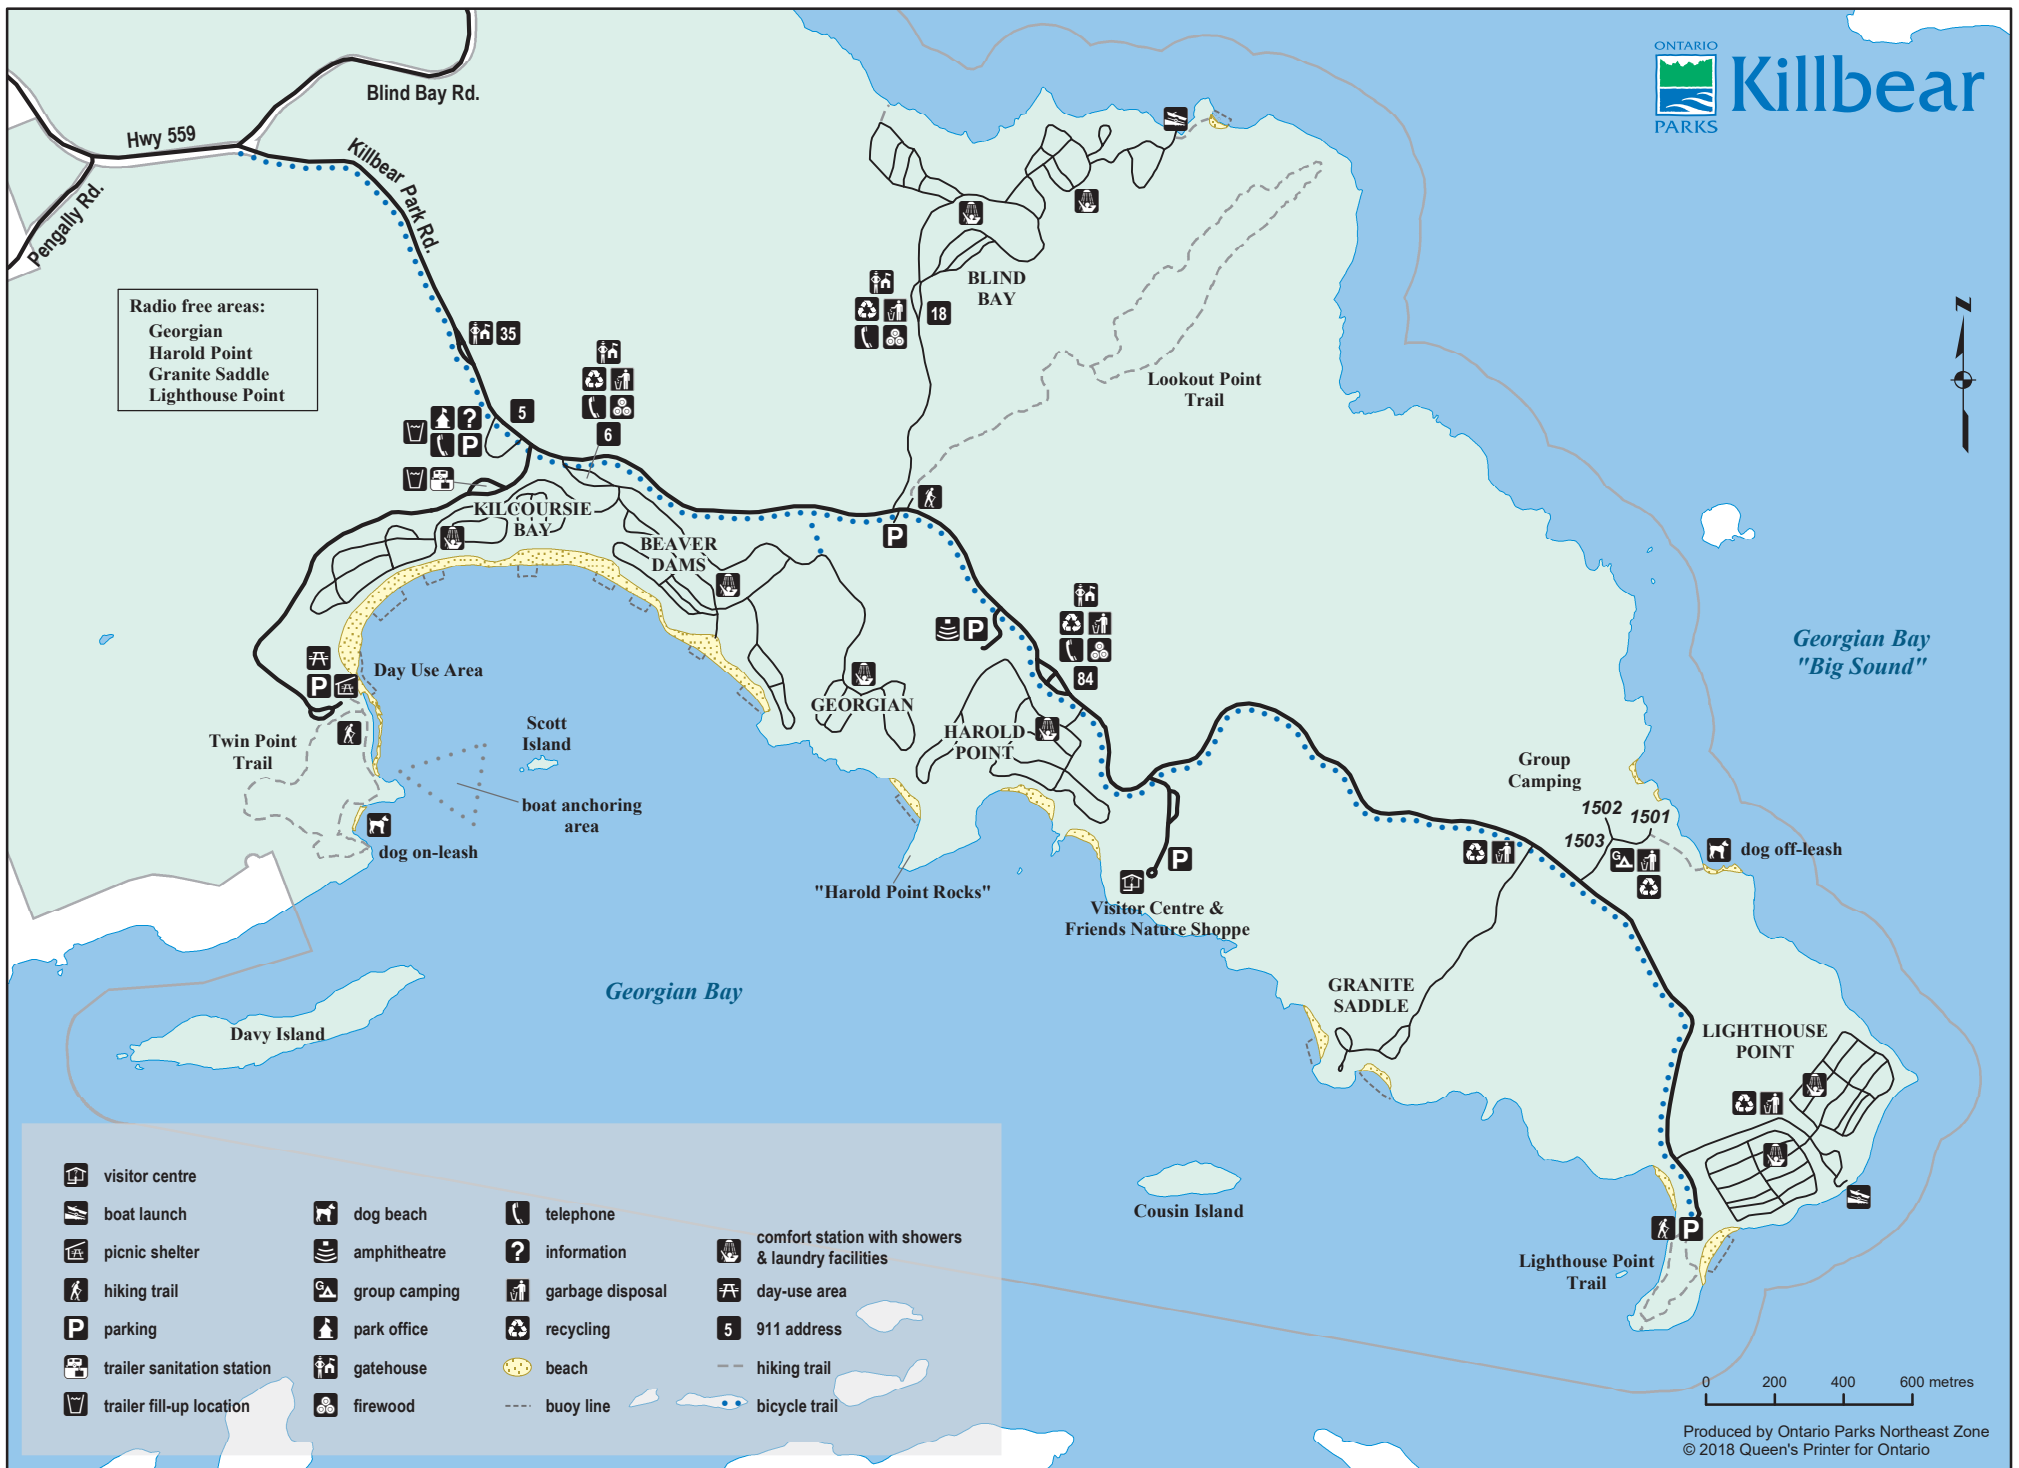 ONTARIO
PARKS
Killbear
Blind Bay Rd.
Hwy 559
Killbear Park Rd.
Pengally Rd.
Radio free areas:
Georgian
Harold Point
Granite Saddle
Lighthouse Point
35
5
6
18
84
BLIND
BAY
Lookout Point
Trail
N
KILCOURSIE
BAY
BEAVER
DAMS
P
P
P
P
P
P
?
Day Use Area
Twin Point
Trail
Scott
Island
boat anchoring
area
dog on-leash
GEORGIAN
HAROLD
POINT
"Harold Point Rocks"
Visitor Centre &
Friends Nature Shoppe
Georgian Bay
"Big Sound"
Group
Camping
1502
1501
1503
G
dog off-leash
Georgian Bay
Davy Island
GRANITE
SADDLE
LIGHTHOUSE
POINT
Cousin Island
Lighthouse Point
Trail
visitor centre
boat launch
picnic shelter
hiking trail
P parking
trailer sanitation station
trailer fill-up location
dog beach
amphitheatre
G group camping
park office
gatehouse
firewood
telephone
? information
garbage disposal
recycling
beach
buoy line
comfort station with showers
& laundry facilities
day-use area
5 911 address
hiking trail
bicycle trail
0 200 400 600 metres
Produced by Ontario Parks Northeast Zone
© 2018 Queen's Printer for Ontario